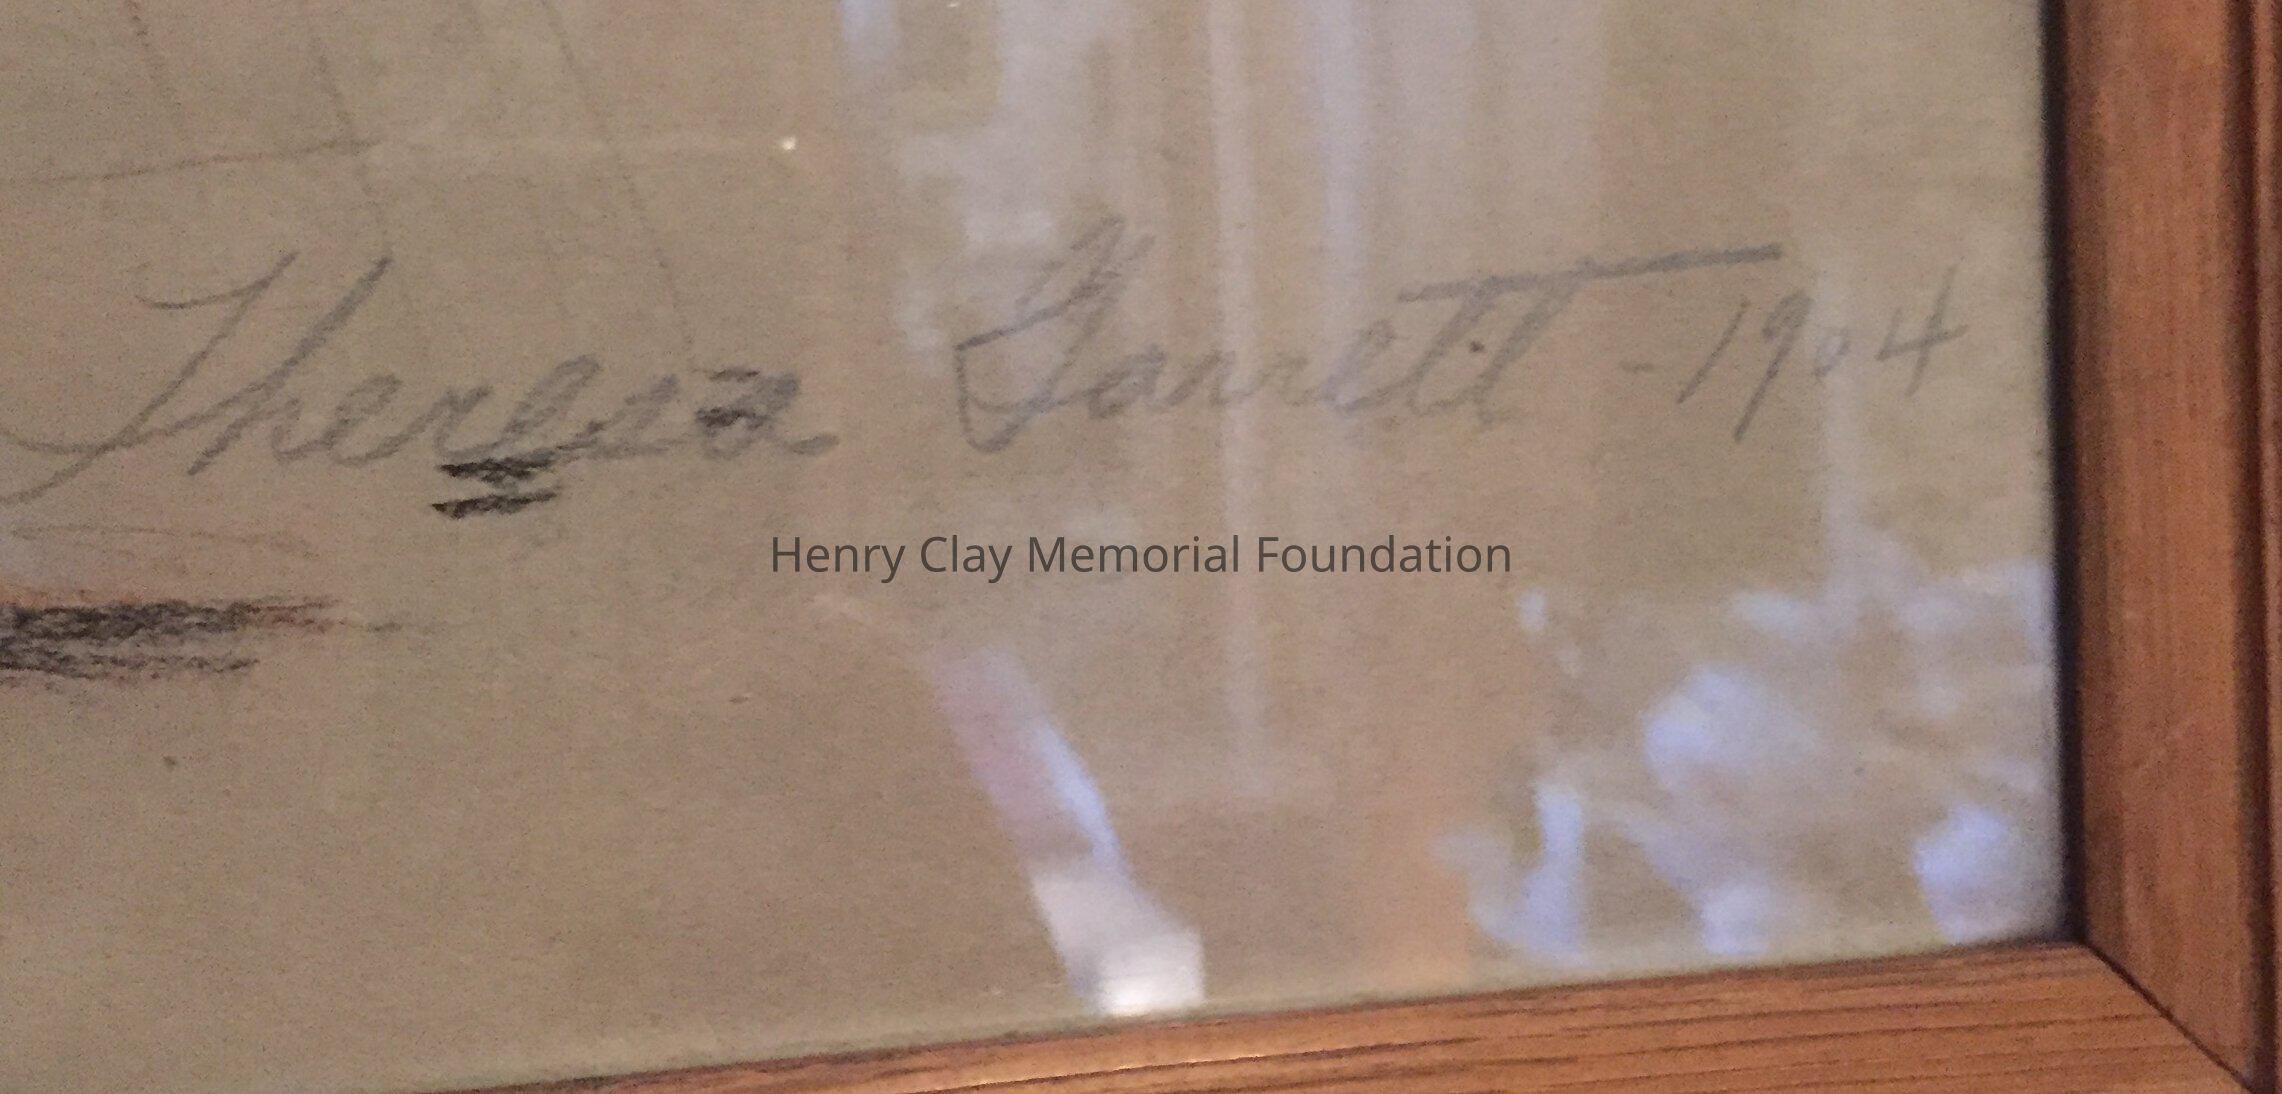 Theresa Garrett - 1904
Henry Clay Memorial Foundation